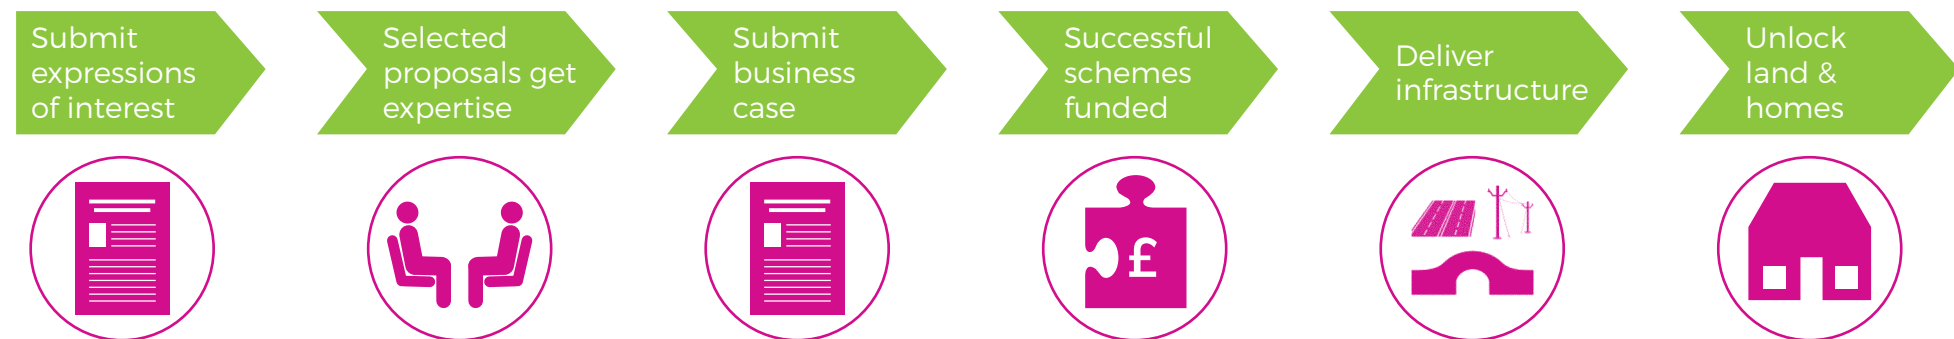 Submit
expressions
of interest
Selected
proposals get
expertise
Submit
business
case
Successful
schemes
funded
Deliver
infrastructure
Unlock
land &
homes
£